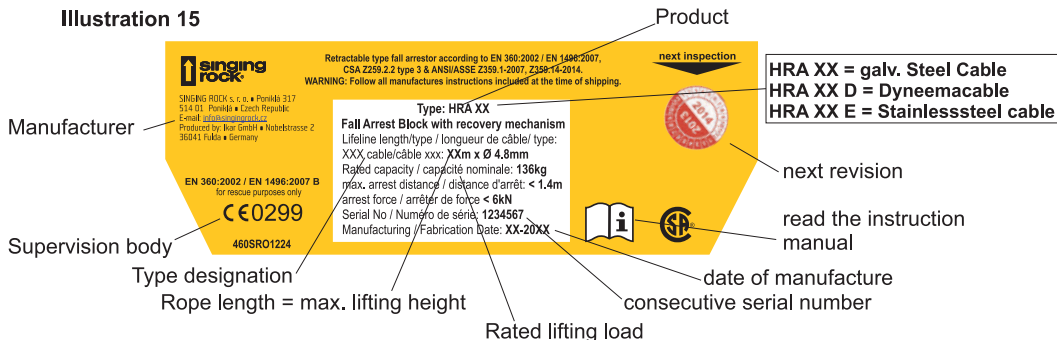 Illustration 15
Product
singing
rock®
Retractable type fall arrestor according to EN 360:2002 / EN 1496:2007,
CSA Z259.2.2 type 3 & ANSI/ASSE Z359.1-2007, Z359.14-2014.
WARNING: Follow all manufactures instructions included at the time of shipping.
next inspection
HRA XX = galv. Steel Cable
HRA XX D = Dyneemacable
HRA XX E = Stainlesssteel cable
Manufacturer
SINGING ROCK s. r. o. ■ Poniklá 317
514 01 Poniklá ■ Czech Republic
E-mail: info@singingrock.cz
Produced by: Ikar GmbH ■ Nobelstrasse 2
36041 Fulda ■ Germany
Type: HRA XX
Fall Arrest Block with recovery mechanism
Lifeline length/type / longueur de câble/ type:
XXX cable/câble xxx: XXm x Ø 4.8mm
Rated capacity / capacité nominale: 136kg
max. arrest distance / distance d'arrêt: < 1.4m
arrest force / arrêter de force < 6kN
Serial No / Numéro de série: 1234567
Manufacturing / Fabrication Date: XX-20XX
2014
2013
next revision
EN 360:2002 / EN 1496:2007 B
for rescue purposes only
CE0299
460SRO1224
Supervision body
i
CSA®
read the instruction
manual
Type designation
Rope length = max. lifting height
Rated lifting load
date of manufacture
consecutive serial number